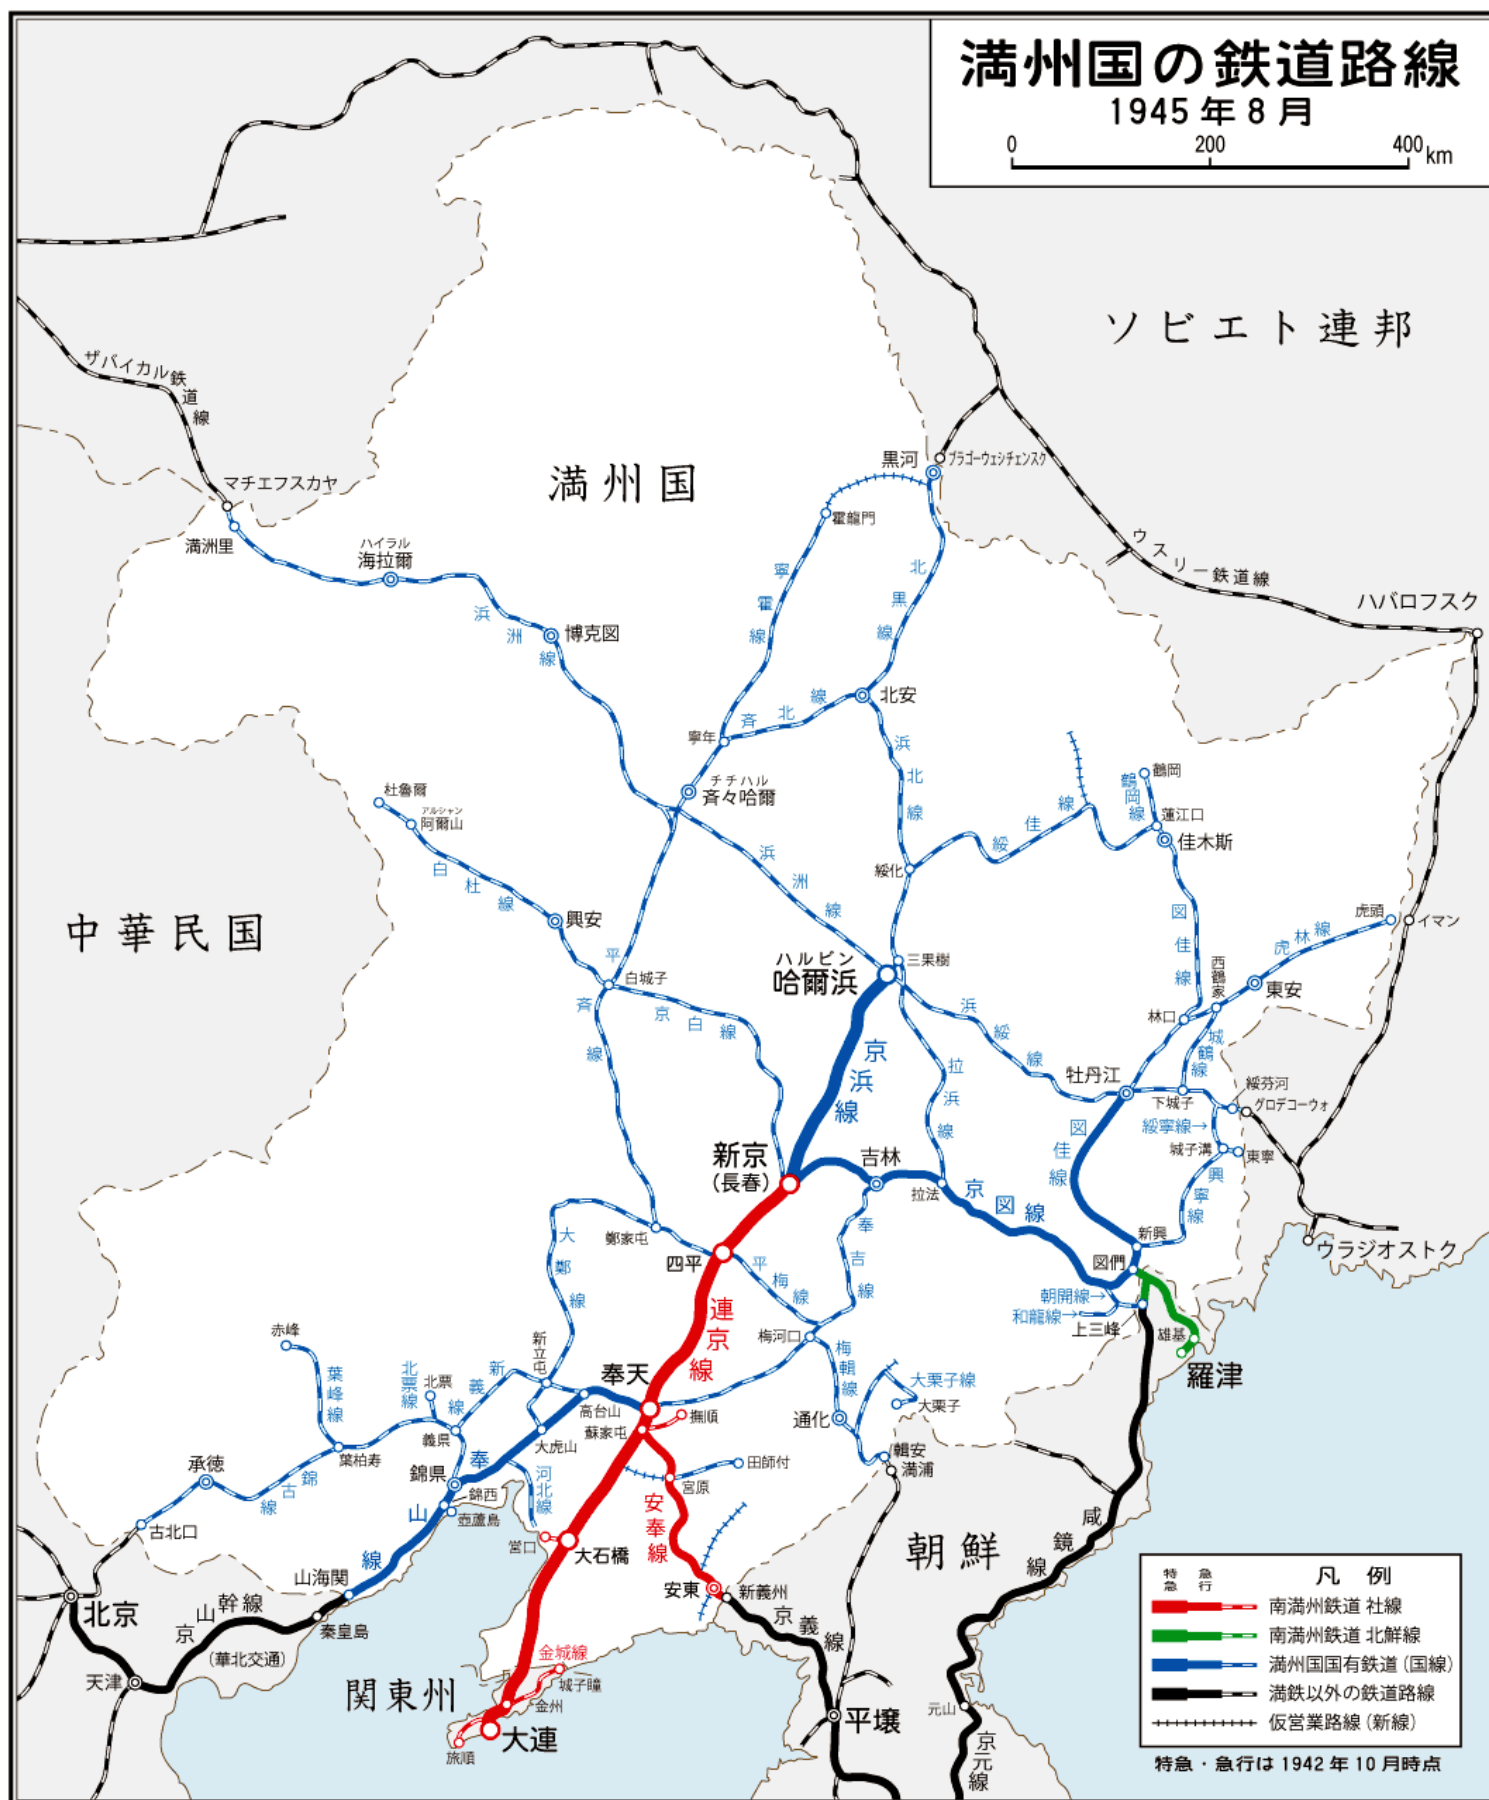 満州国の鉄道路線
1945年8月
0 200 400 km
ソビエト連邦
ザバイカル鉄道線
マチエフスカヤ
満洲里
ハイラル
海拉爾
浜洲線
博克図
満州国
黒河
ブラゴーウェシチェンスク
霍龍門
寧霍線
北黒線
ウスリー鉄道線
ハバロフスク
北安
斉北線
寧年
チチハル
斉々哈爾
浜北線
杜魯爾
アルシャン
阿爾山
白杜線
興安
浜洲線
綏化
綏佳線
鶴岡
鶴岡線
蓮江口
佳木斯
図佳線
虎頭
イマン
虎林線
西鶴家
東安
林口
城鶴線
中華民国
平斉線
白城子
京白線
ハルビン
哈爾浜
三果樹
浜綏線
京浜線
拉浜線
牡丹江
下城子
綏芬河
グロデコーウォ
綏寧線→
城子溝
東寧
興寧線
図佳線
新京
(長春)
吉林
拉法
京図線
新興
図們
ウラジオストク
朝開線→
和龍線→
上三峰
雄基
羅津
大鄭線
鄭家屯
四平
平梅線
奉吉線
連京線
梅河口
梅輯線
大栗子線
大栗子
通化
輯安
満浦
赤峰
葉峰線
北票線
北票
新義線
新立屯
奉天
高台山
撫順
蘇家屯
義県
大虎山
葉柏寿
承徳
錦古線
錦県
奉山線
河北線
錦西
壺蘆島
田師付
宮原
安奉線
古北口
営口
大石橋
山海関
北京
京山幹線
(華北交通)
秦皇島
天津
安東
新義州
京義線
朝鮮
咸鏡線
金城線
城子疃
関東州
金州
大連
旅順
平壌
元山
京元線
特急 急行
凡例
南満州鉄道 社線
南満州鉄道 北鮮線
満州国国有鉄道(国線)
満鉄以外の鉄道路線
仮営業路線(新線)
特急・急行は1942年10月時点